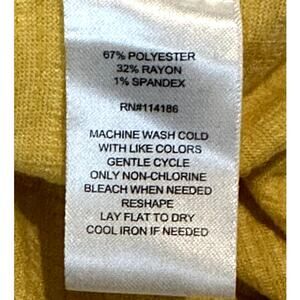 67% POLYESTER
32% RAYON
1% SPANDEX
RN#114186
MACHINE WASH COLD
WITH LIKE COLORS
GENTLE CYCLE
ONLY NON-CHLORINE
BLEACH WHEN NEEDED
RESHAPE
LAY FLAT TO DRY
COOL IRON IF NEEDED